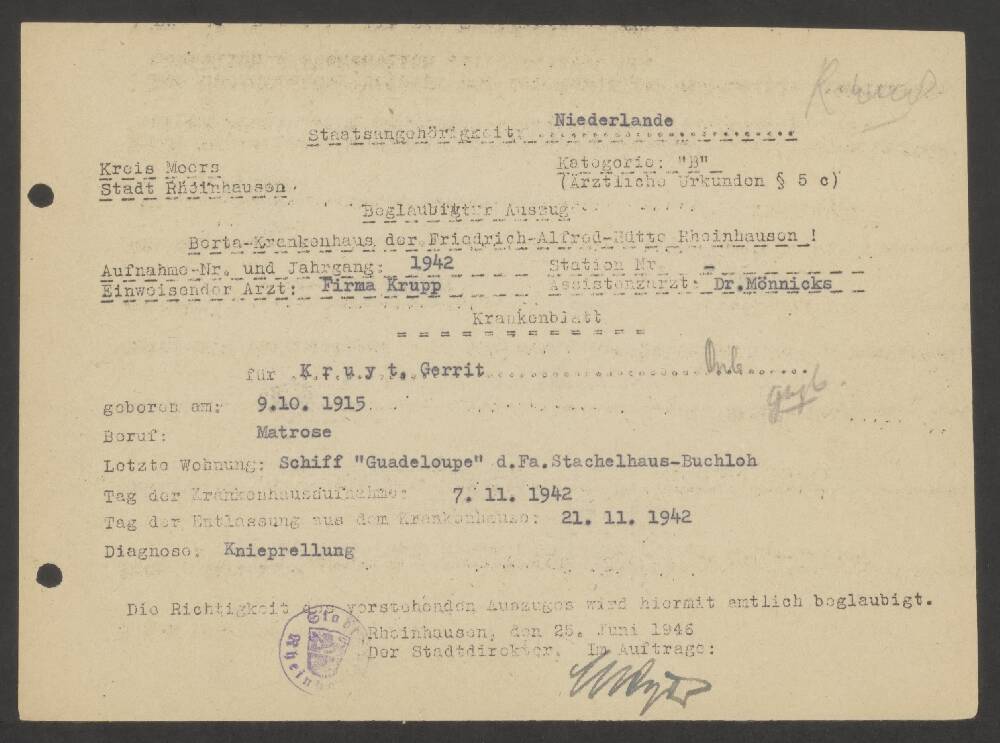 Niederlande
Staatsangehörigkeit:
Kreis Moers
Kategorie: "B"
Stadt Rheinhausen.
(Ärztliche Urkunden § 5 c)
Beglaubigter Auszug
Berta-Krankenhaus der Friedrich-Alfred-Hütte Rheinhausen !
Aufnahme-Nr. und Jahrgang: 1942 Station Nr. -
Einweisender Arzt: Firma Krupp Assistenzarzt: Dr.Mönnicks
Krankenblatt
für K.r.u.y.t. Gerrit
geboren am: 9.10. 1915
Beruf: Matrose
Letzte Wohnung: Schiff "Guadeloupe" d.Fa.Stachelhaus-Buchloh
Tag der Krankenhausaufnahme: 7. 11. 1942
Tag der Entlassung aus dem Krankenhause: 21. 11. 1942
Diagnose: Knieprellung
Die Richtigkeit des vorstehenden Auszuges wird hiermit amtlich beglaubigt.
Rheinhausen, den 25. Juni 1946
Der Stadtdirektor. Im Auftrage:
Stadt
Rheinh